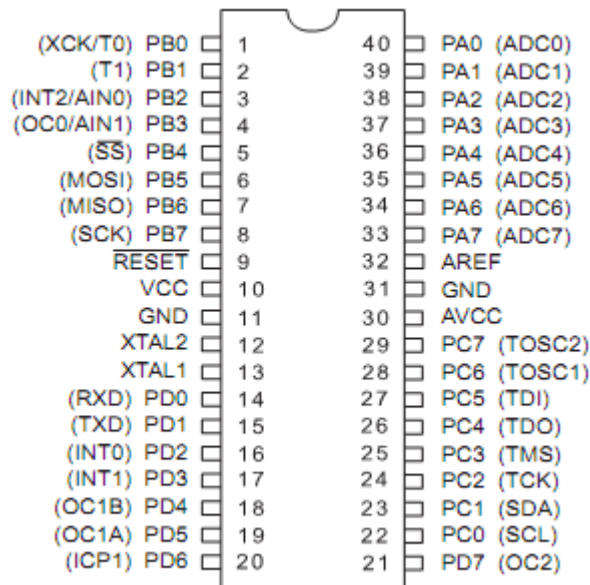 (XCK/T0) PB0 1 40 PA0 (ADC0)
(T1) PB1 2 39 PA1 (ADC1)
(INT2/AIN0) PB2 3 38 PA2 (ADC2)
(OC0/AIN1) PB3 4 37 PA3 (ADC3)
(S̅S̅) PB4 5 36 PA4 (ADC4)
(MOSI) PB5 6 35 PA5 (ADC5)
(MISO) PB6 7 34 PA6 (ADC6)
(SCK) PB7 8 33 PA7 (ADC7)
R̅E̅S̅E̅T̅ 9 32 AREF
VCC 10 31 GND
GND 11 30 AVCC
XTAL2 12 29 PC7 (TOSC2)
XTAL1 13 28 PC6 (TOSC1)
(RXD) PD0 14 27 PC5 (TDI)
(TXD) PD1 15 26 PC4 (TDO)
(INT0) PD2 16 25 PC3 (TMS)
(INT1) PD3 17 24 PC2 (TCK)
(OC1B) PD4 18 23 PC1 (SDA)
(OC1A) PD5 19 22 PC0 (SCL)
(ICP1) PD6 20 21 PD7 (OC2)